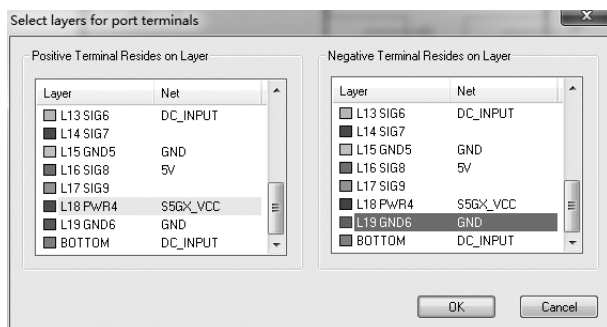 Select layers for port terminals
Positive Terminal Resides on Layer
Layer Net
L13 SIG6 DC_INPUT
L14 SIG7
L15 GND5 GND
L16 SIG8 5V
L17 SIG9
L18 PWR4 S5GX_VCC
L19 GND6 GND
BOTTOM DC_INPUT
Negative Terminal Resides on Layer
Layer Net
L13 SIG6 DC_INPUT
L14 SIG7
L15 GND5 GND
L16 SIG8 5V
L17 SIG9
L18 PWR4 S5GX_VCC
L19 GND6 GND
BOTTOM DC_INPUT
OK Cancel